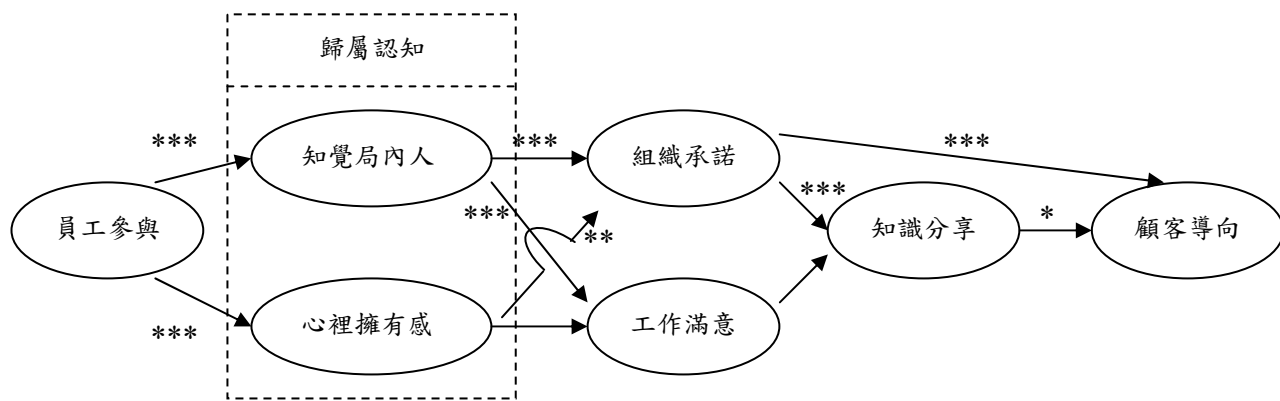 歸屬認知
***
知覺局內人
***
組織承諾
***
員工參與
***
**
***
知識分享
*
顧客導向
***
心裡擁有感
工作滿意